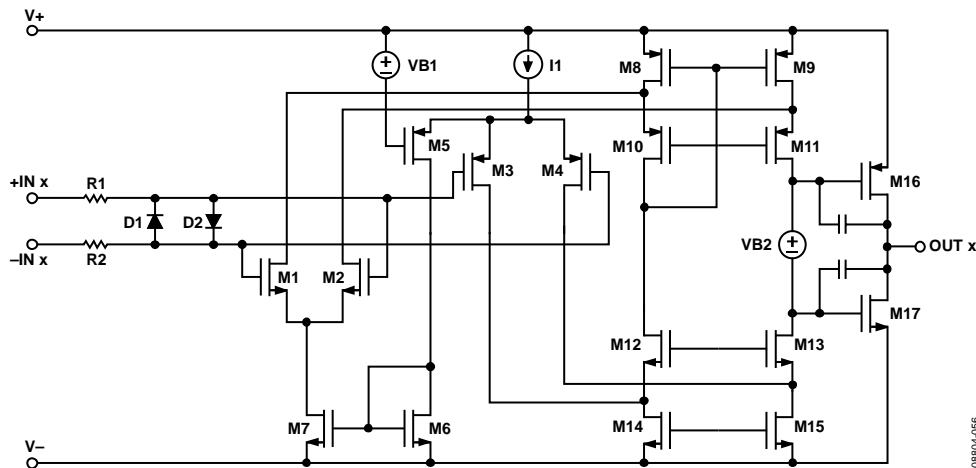 V+
VB1
I1
M8
M9
M5
M10
M11
M3
M4
M16
+IN x
R1
D1
D2
VB2
OUT x
–IN x
R2
M1
M2
M17
M12
M13
M7
M6
M14
M15
V–
08804-056